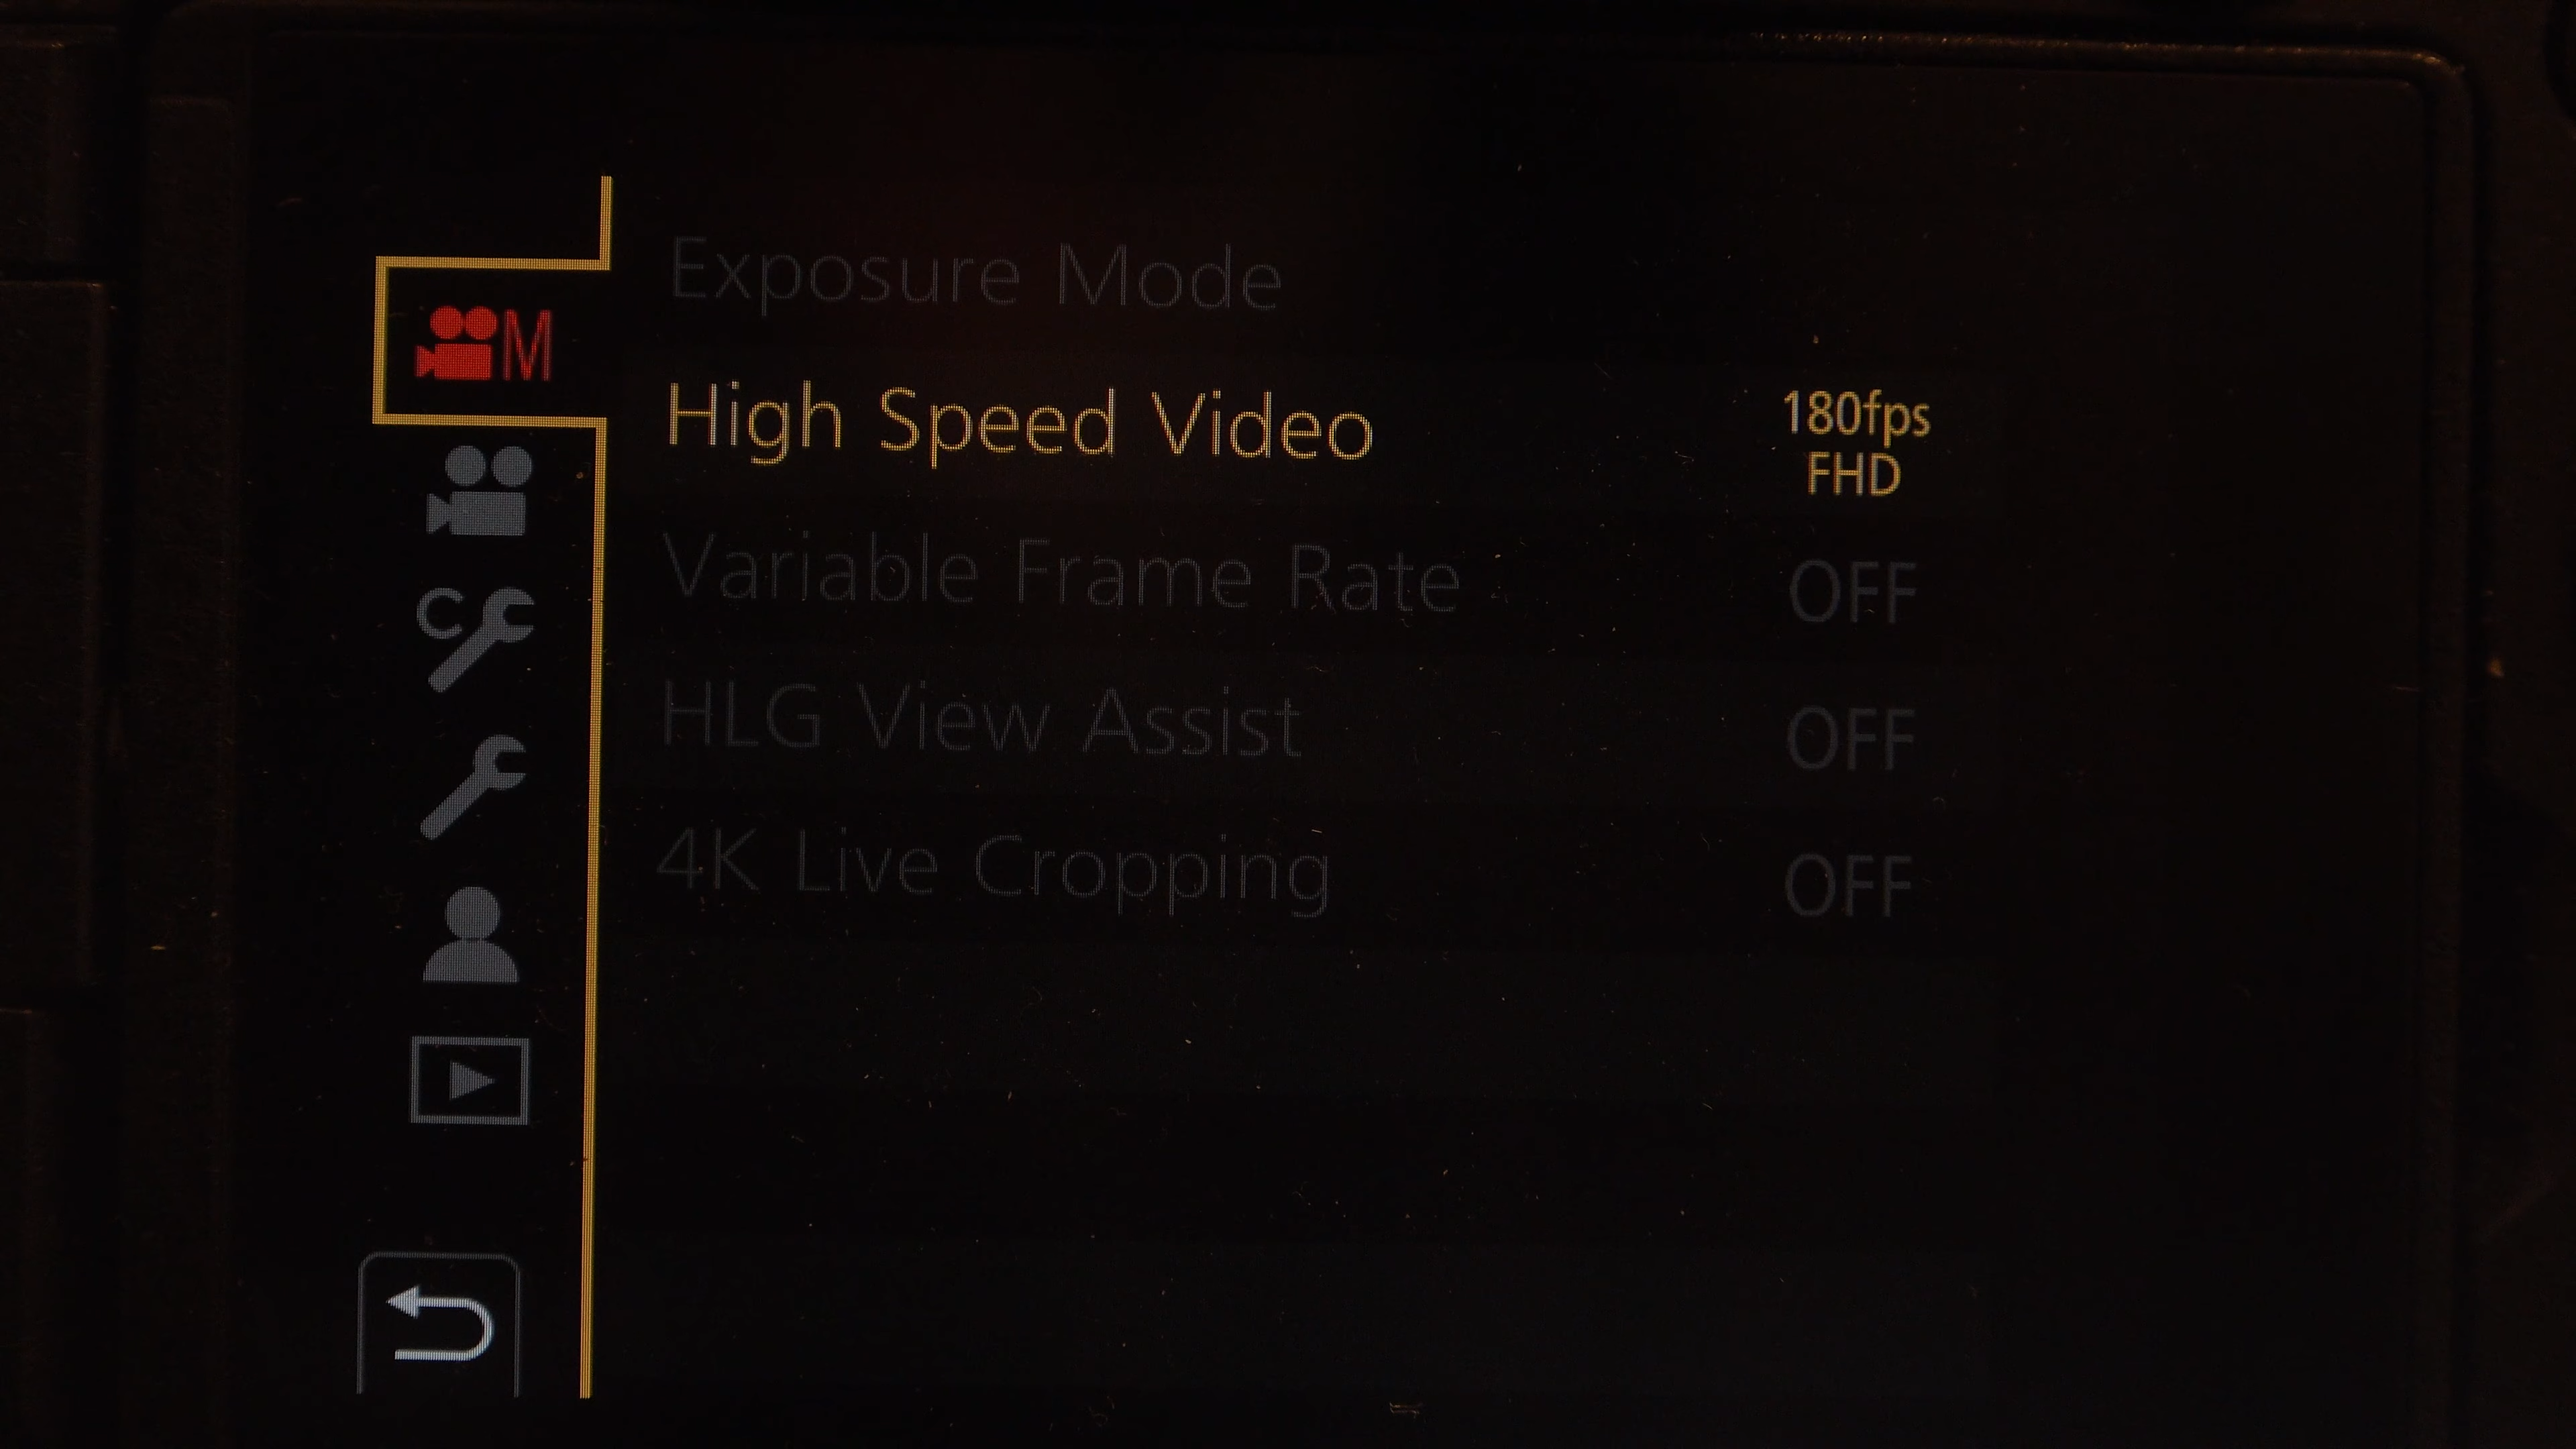 Exposure Mode
M
High Speed Video
180fps
FHD
Variable Frame Rate
OFF
C
HLG View Assist
OFF
4K Live Cropping
OFF